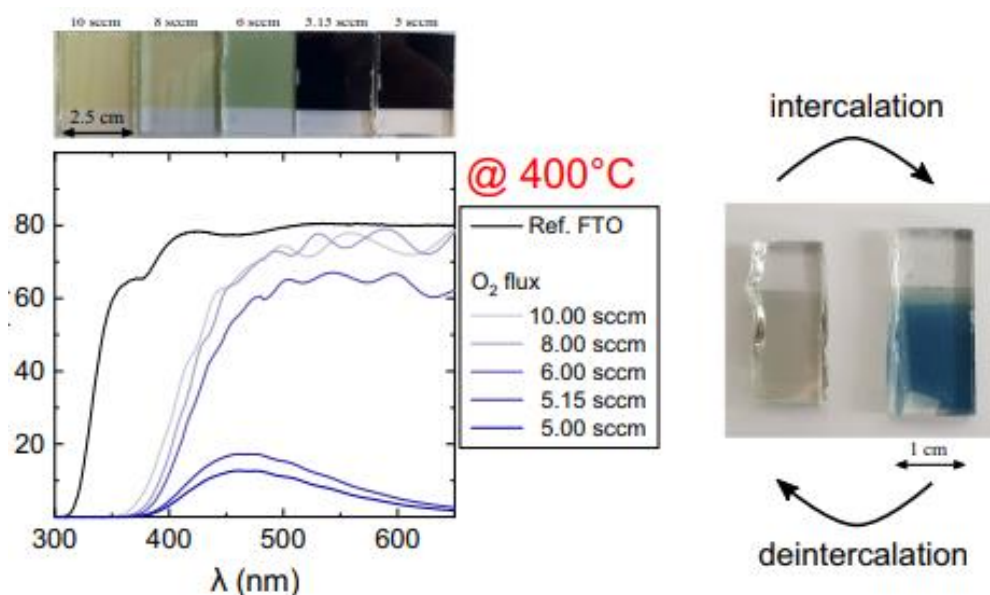 10 sccm 8 sccm 6 sccm 5.15 sccm 5 sccm
2.5 cm
@ 400°C
80
60
40
20
300 400 500 600
λ (nm)
Ref. FTO
O₂ flux
10.00 sccm
8.00 sccm
6.00 sccm
5.15 sccm
5.00 sccm
intercalation
1 cm
deintercalation